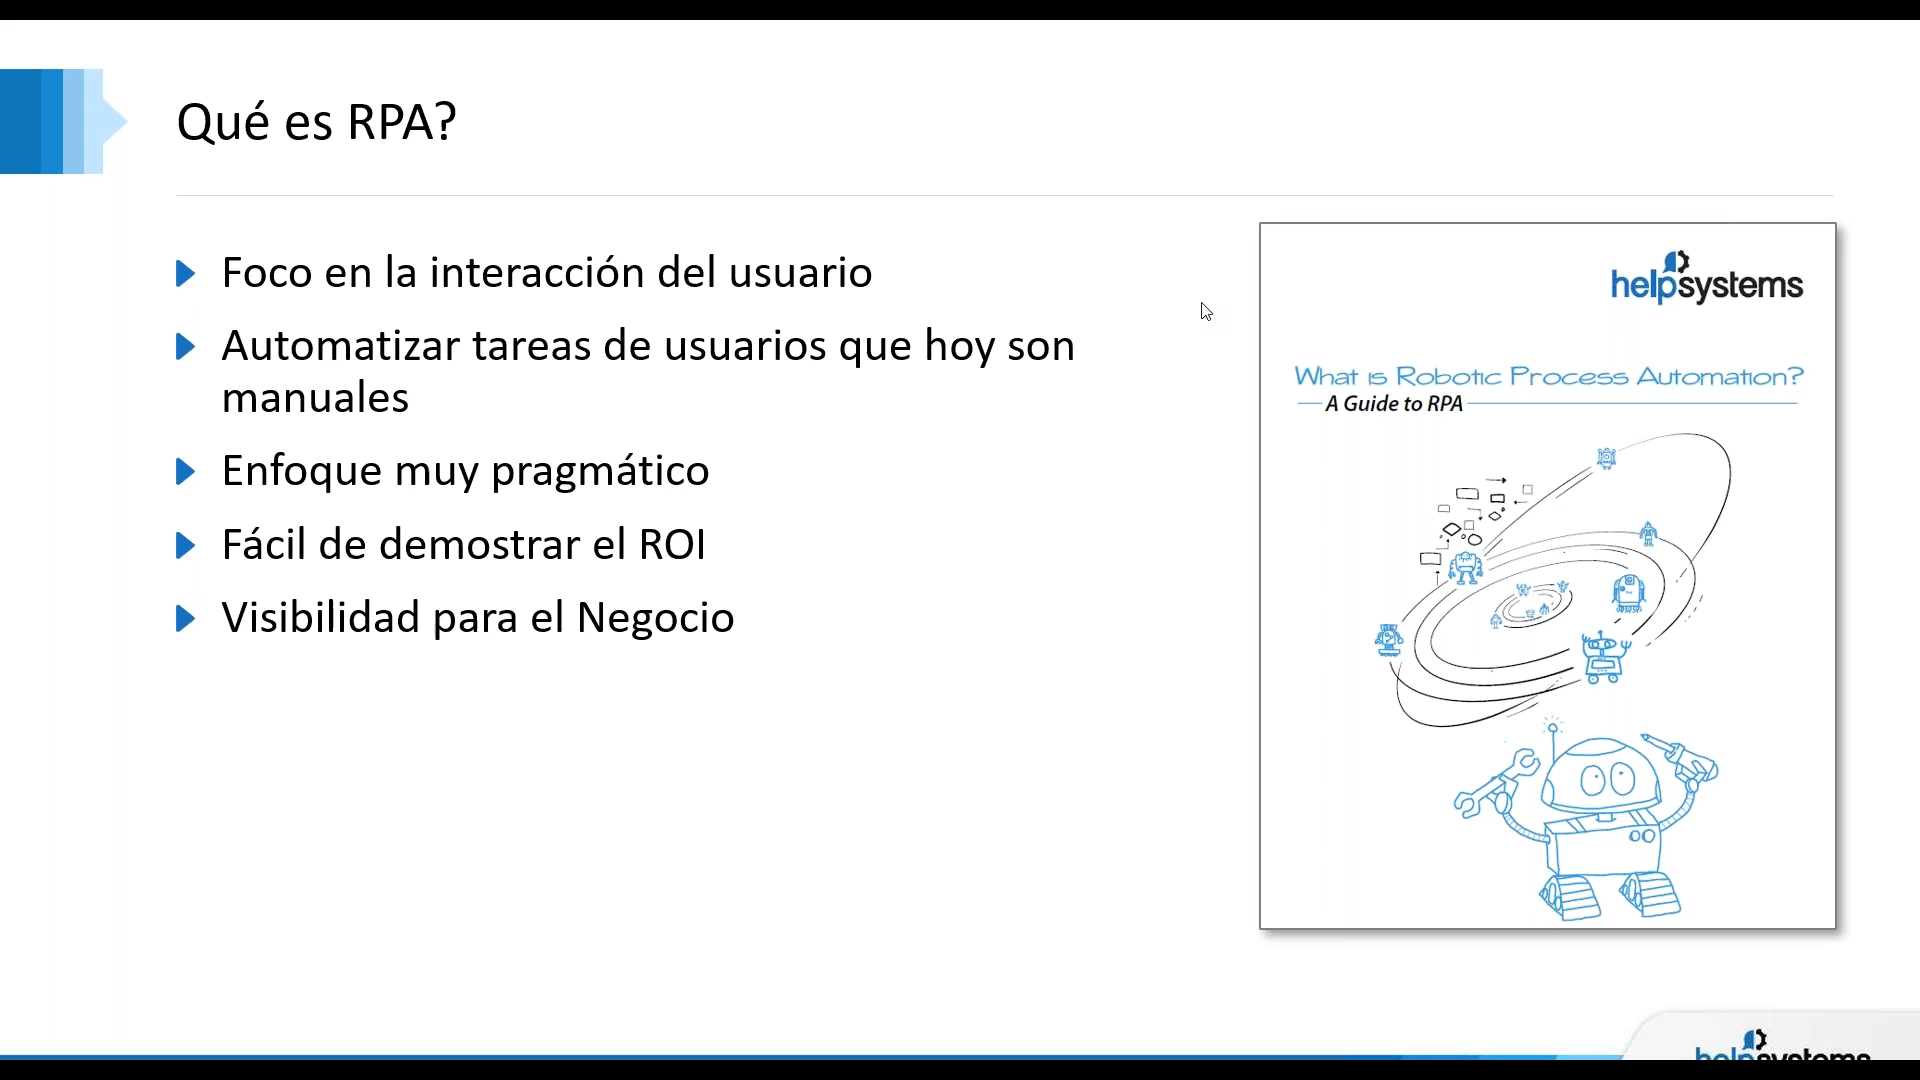 Qué es RPA?
Foco en la interacción del usuario
Automatizar tareas de usuarios que hoy son
manuales
Enfoque muy pragmático
Fácil de demostrar el ROI
Visibilidad para el Negocio
helpsystems
What is Robotic Process Automation?
A Guide to RPA
helpsystems